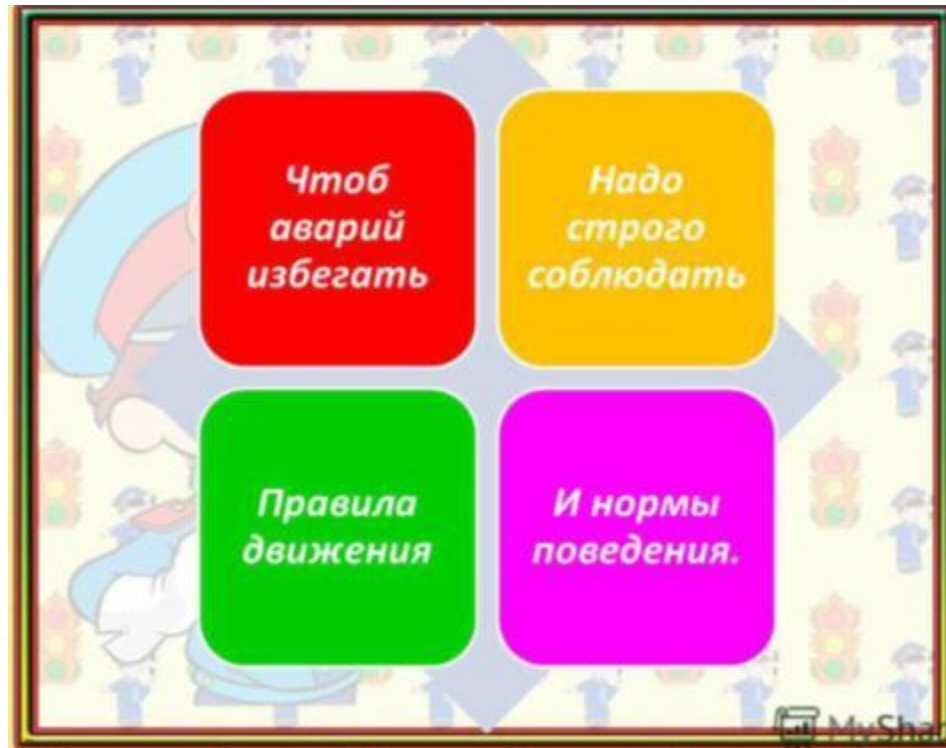 Чтоб
аварий
избегать
Надо
строго
соблюдать
Правила
движения
И нормы
поведения.